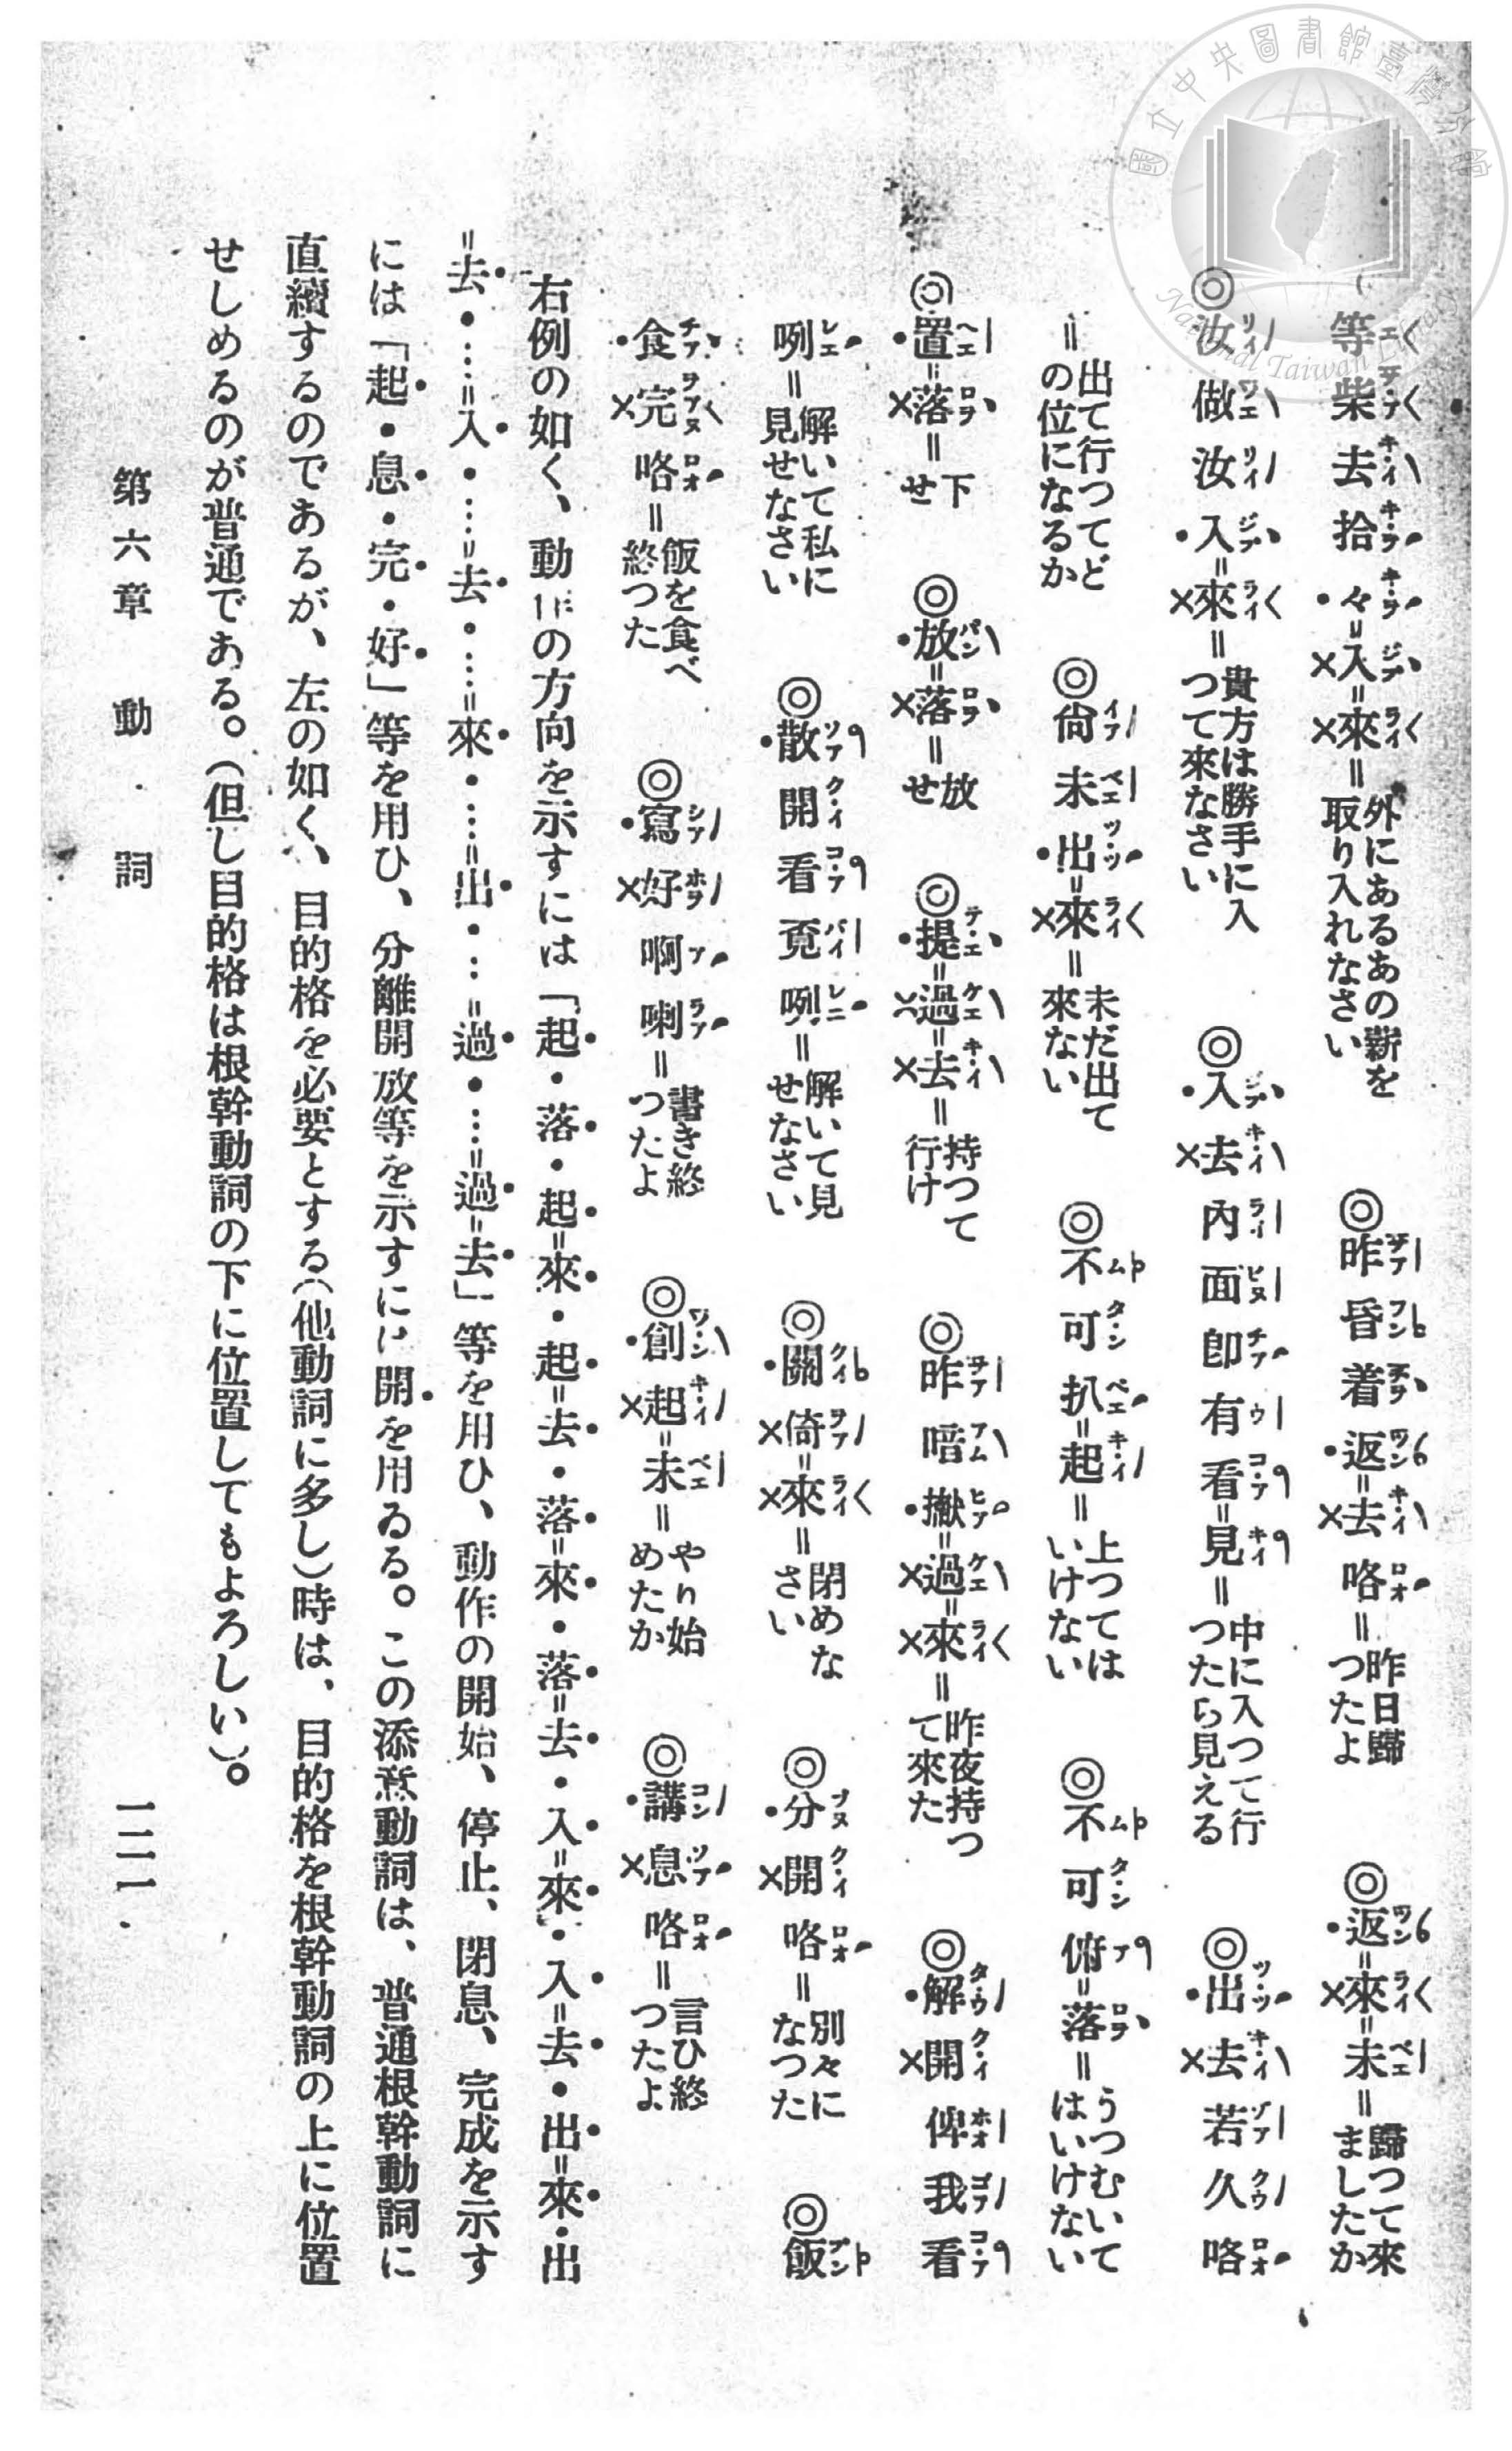 等柴去拾々=入=來=外にあるあの薪を取り入れなさい ◎昨昏着返=去咯=昨日歸つたよ ◎返=來=未=歸つて來ましたか
◎汝做汝入=來=貴方は勝手に入つて來なさい ◎入去內面卽有看=見=中に入つて行つたら見える ◎出去若久咯
=出て行つてどの位になるか ◎尙未出=來=未だ出て來ない ◎不可扒=起=上つてはいけない ◎不可俯=落=うつむいてはいけない
◎置=落=下せ ◎放=落=放せ ◎提=過=去=持つて行け ◎昨暗撳=過=來=昨夜持つて來た ◎解開俾我看
咧=解いて私に見せなさい ◎散開看覔咧=解いて見せなさい ◎關倚=來=閉めなさい ◎分開咯=別々になつた ◎飯
食完咯=飯を食べ終つた ◎寫好啊喇=書き終つたよ ◎創起=未=やり始めたか ◎講息咯=言ひ終つたよ
右例の如く、動作の方向を示すには「起・落・起=來・起=去・落=來・落=去・入=來・入=去・出=來・出
=去・…=入・…=去・…=來・…=出・…=過・…=過=去」等を用ひ、動作の開始、停止、閉息、完成を示す
には「起・息・完・好」等を用ひ、分離開放等を示すには開を用ゐる。この添意動詞は、普通根幹動詞に
直續するのであるが、左の如く、目的格を必要とする(他動詞に多し)時は、目的格を根幹動詞の上に位置
せしめるのが普通である。(但し目的格は根幹動詞の下に位置してもよろしい)。
第六章 動詞 一二一
國立中央圖書館臺灣分館
National Taiwan Library